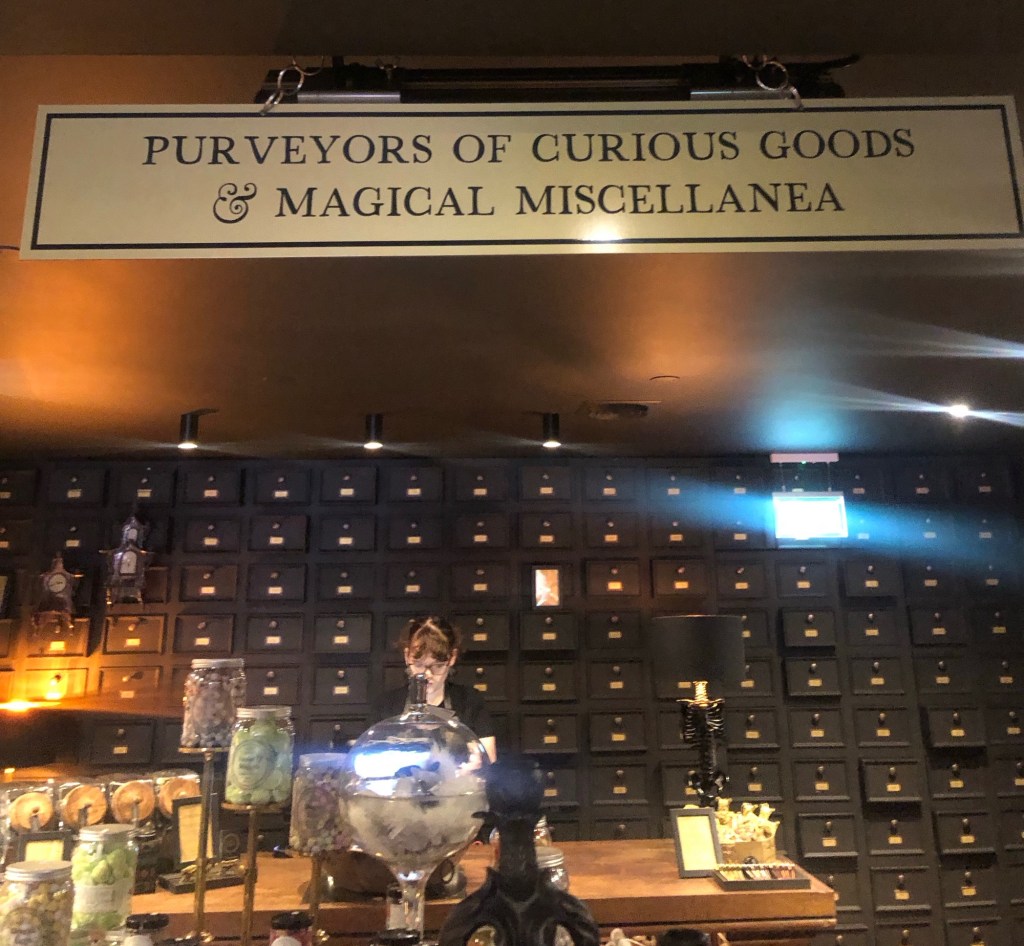 PURVEYORS OF CURIOUS GOODS
& MAGICAL MISCELLANEA